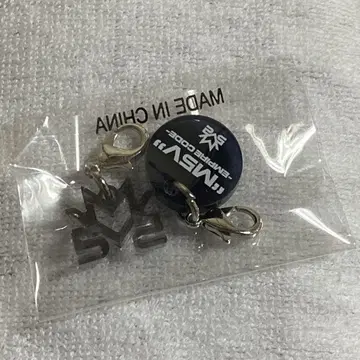 MADE IN CHINA
-EMPIRE CODE-
"MSV"